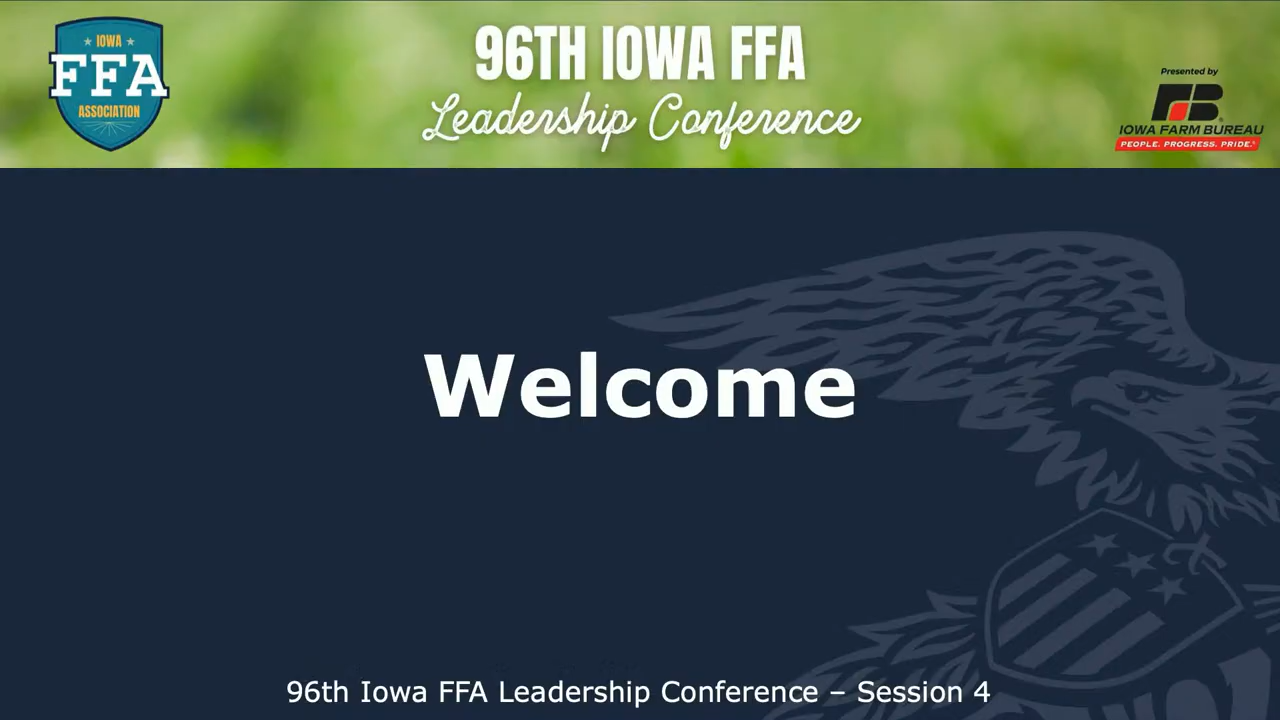 IOWA
FFA
ASSOCIATION
96TH IOWA FFA
Leadership Conference
Presented by
FB
IOWA FARM BUREAU
PEOPLE. PROGRESS. PRIDE.
Welcome
96th Iowa FFA Leadership Conference – Session 4